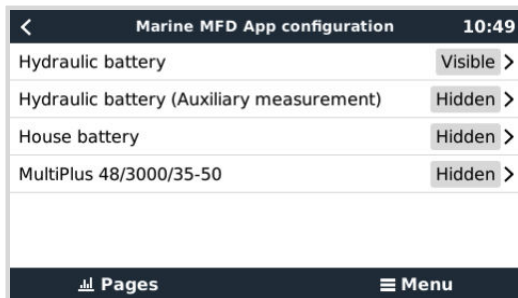 Marine MFD App configuration 10:49
Hydraulic battery Visible
Hydraulic battery (Auxiliary measurement) Hidden
House battery Hidden
MultiPlus 48/3000/35-50 Hidden
Pages Menu